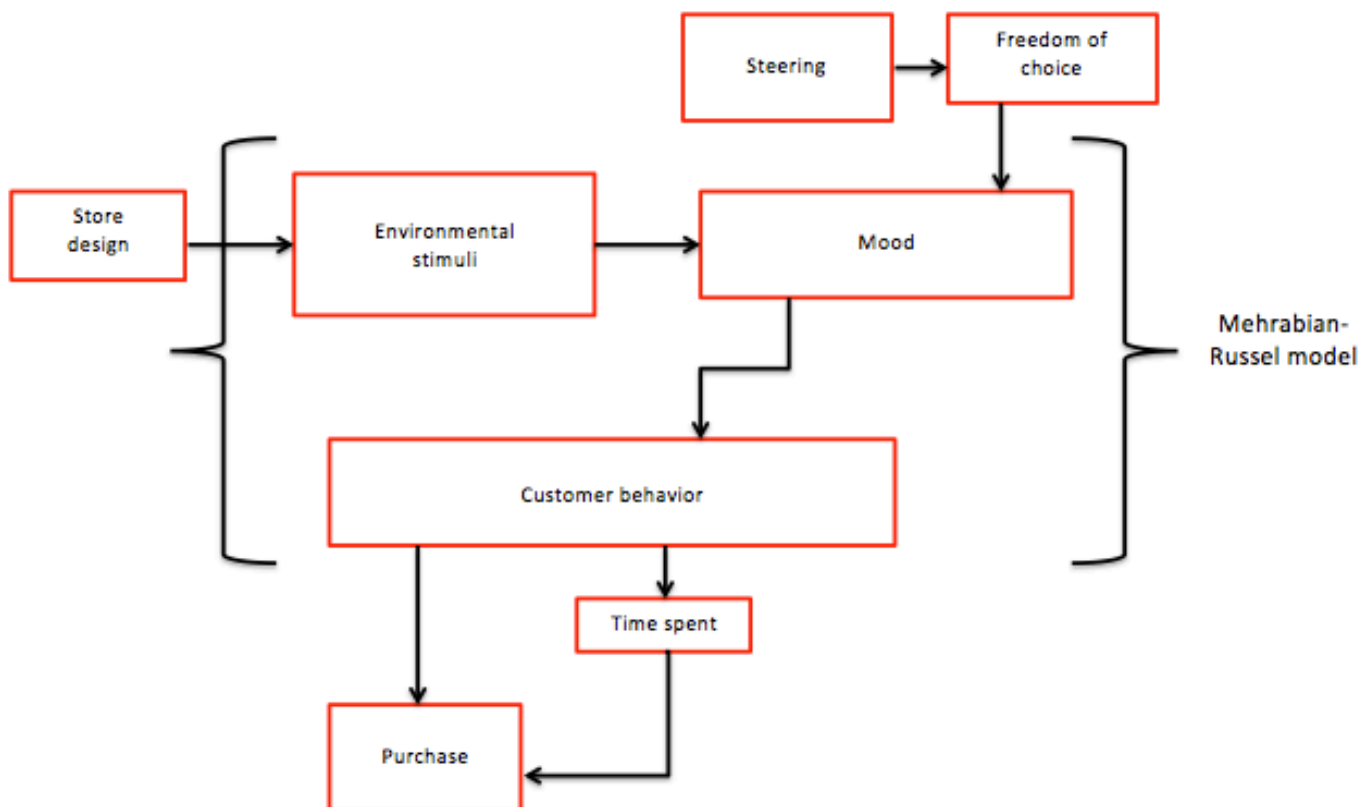 Steering
Freedom of
choice
Store
design
Environmental
stimuli
Mood
Mehrabian-
Russel model
Customer behavior
Time spent
Purchase